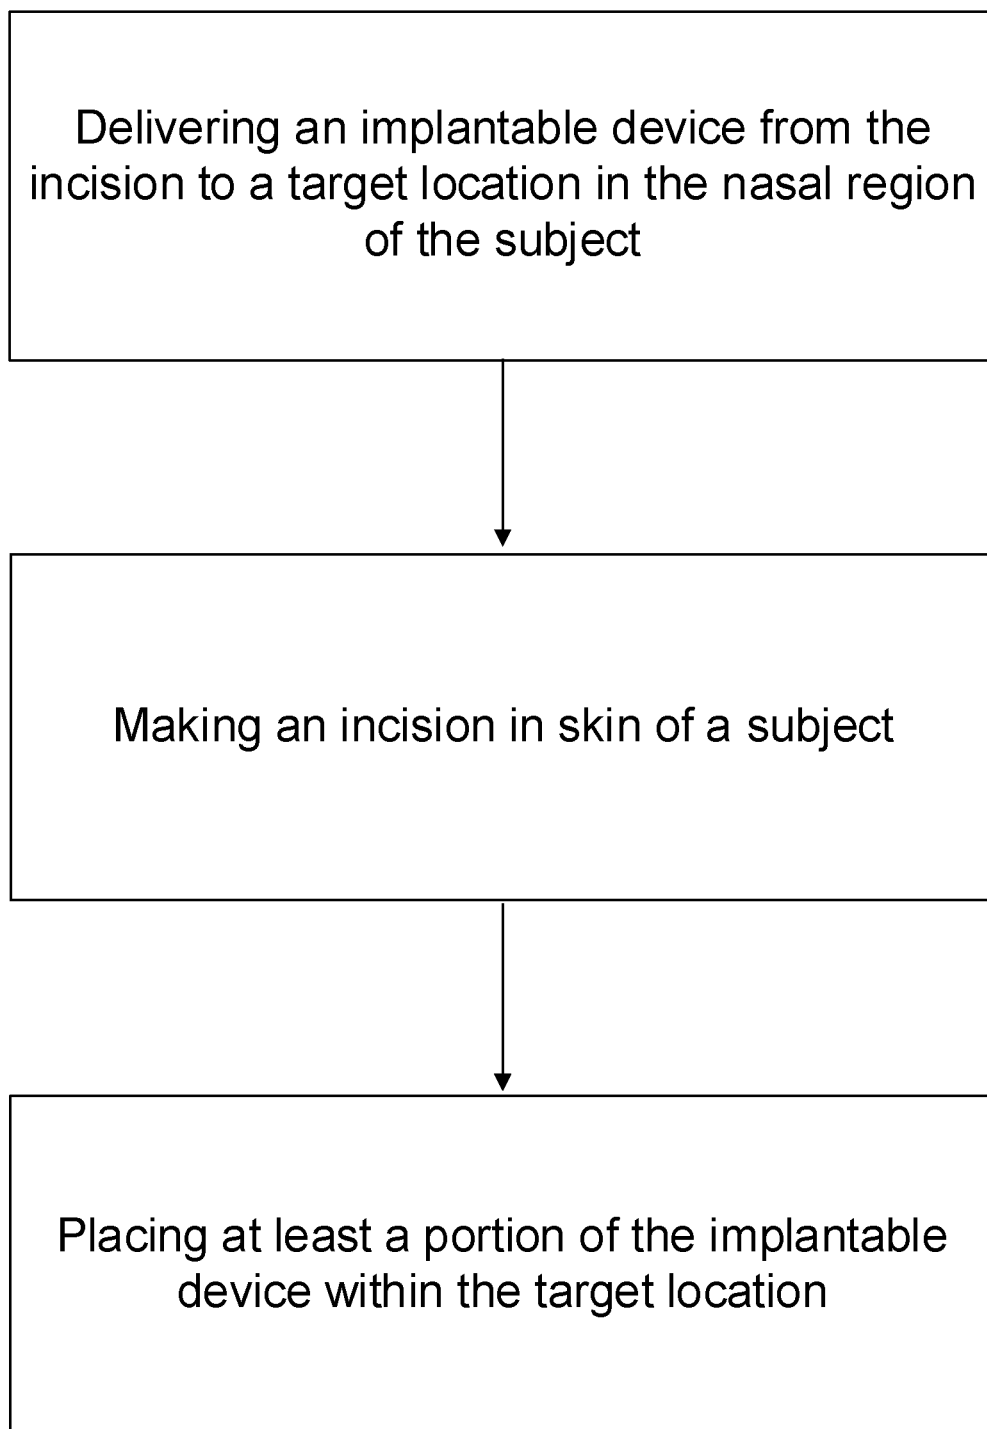 Delivering an implantable device from the
incision to a target location in the nasal region
of the subject
Making an incision in skin of a subject
Placing at least a portion of the implantable
device within the target location